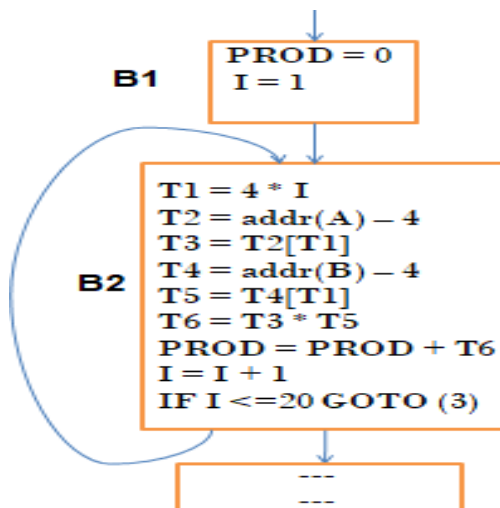 B1
PROD = 0
I = 1
B2
T1 = 4 * I
T2 = addr(A) – 4
T3 = T2[T1]
T4 = addr(B) – 4
T5 = T4[T1]
T6 = T3 * T5
PROD = PROD + T6
I = I + 1
IF I <=20 GOTO (3)
---
---